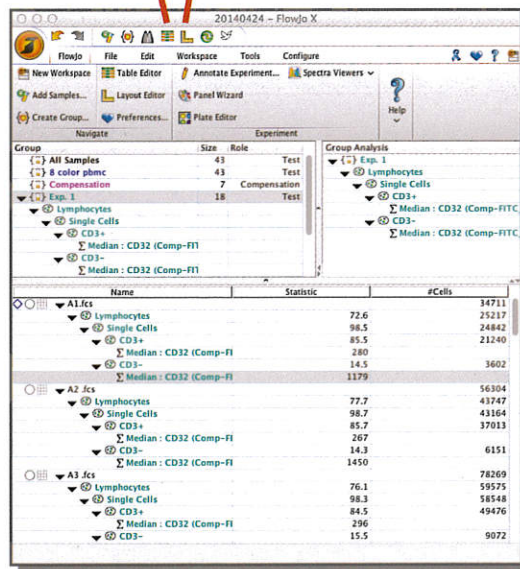 20140424 – FlowJo X
FlowJo File Edit Workspace Tools Configure
New Workspace Table Editor Annotate Experiment... Spectra Viewers
Add Samples... Layout Editor Panel Wizard
Create Group... Preferences... Plate Editor
Help
Navigate Experiment
Group Size Role
{ } All Samples 43 Test
{ } 8 color pbmc 43 Test
{ } Compensation 7 Compensation
{ } Exp. 1 18 Test
Lymphocytes
Single Cells
CD3+
Σ Median : CD32 (Comp-FIT
CD3-
Σ Median : CD32 (Comp-FIT
Group Analysis
{ } Exp. 1
Lymphocytes
Single Cells
CD3+
Σ Median : CD32 (Comp-FITC
CD3-
Σ Median : CD32 (Comp-FITC
Name Statistic #Cells
A1.fcs 34711
Lymphocytes 72.6 25217
Single Cells 98.5 24842
CD3+ 85.5 21240
Σ Median : CD32 (Comp-FI 280
CD3- 14.5 3602
Σ Median : CD32 (Comp-FI 1179
A2 .fcs 56304
Lymphocytes 77.7 43747
Single Cells 98.7 43164
CD3+ 85.7 37013
Σ Median : CD32 (Comp-FI 267
CD3- 14.3 6151
Σ Median : CD32 (Comp-FI 1450
A3 .fcs 78269
Lymphocytes 76.1 59575
Single Cells 98.3 58548
CD3+ 84.5 49476
Σ Median : CD32 (Comp-FI 296
CD3- 15.5 9072